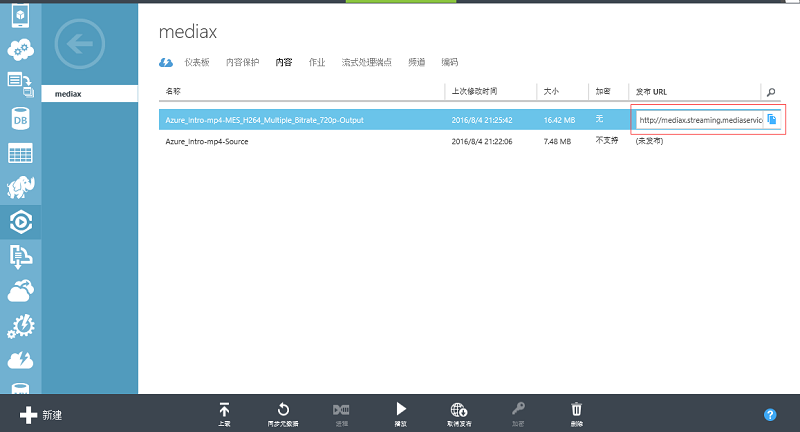 mediax
仪表板 内容保护 内容 作业 流式处理端点 频道 编码
DB
mediax
名称 上次修改时间 大小 加密 发布 URL
Azure_Intro-mp4-MES_H264_Multiple_Bitrate_720p-Output 2016/8/4 21:25:42 16.42 MB 无 http://mediax.streaming.mediaservic
Azure_Intro-mp4-Source 2016/8/4 21:22:06 7.48 MB 不支持 (未发布)
新建 上载 同步元数据 播放 取消发布 加密 删除 ?